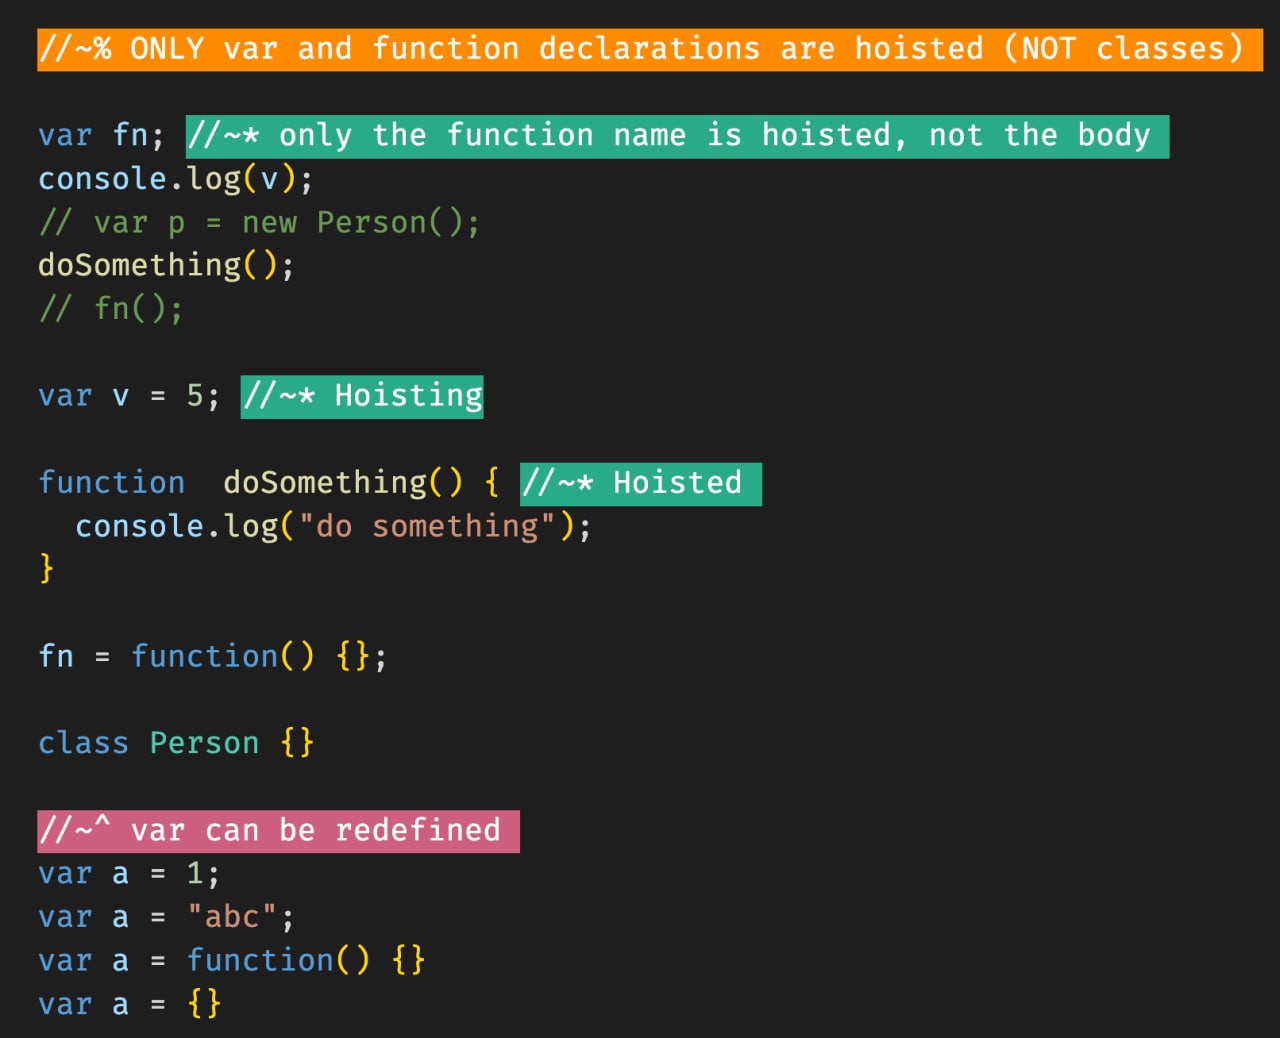 //~% ONLY var and function declarations are hoisted (NOT classes)
var fn; //~* only the function name is hoisted, not the body
console.log(v);
// var p = new Person();
doSomething();
// fn();
var v = 5; //~* Hoisting
function  doSomething() { //~* Hoisted
  console.log("do something");
}
fn = function() {};
class Person {}
//~^ var can be redefined
var a = 1;
var a = "abc";
var a = function() {}
var a = {}